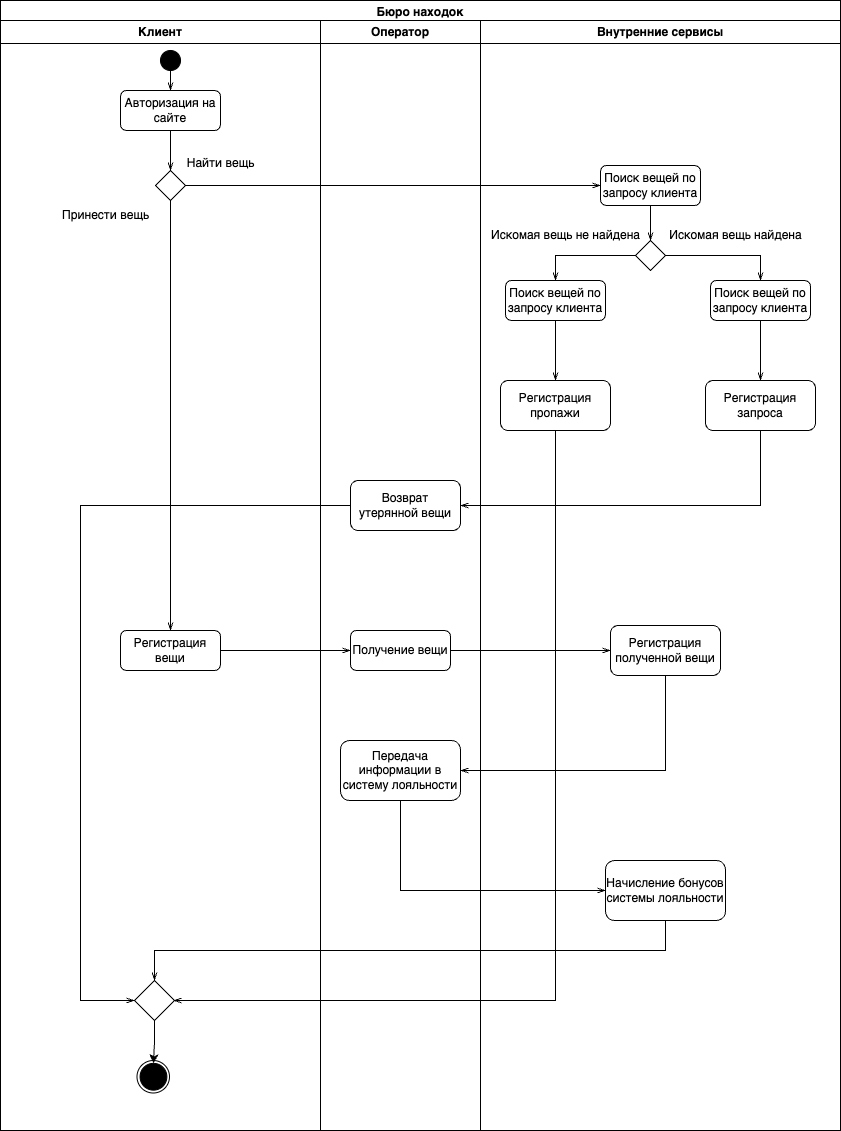 Бюро находок
Клиент
Оператор
Внутренние сервисы
Авторизация на
сайте
Найти вещь
Принести вещь
Поиск вещей по
запросу клиента
Искомая вещь не найдена
Искомая вещь найдена
Поиск вещей по
запросу клиента
Поиск вещей по
запросу клиента
Регистрация
пропажи
Регистрация
запроса
Возврат
утерянной вещи
Регистрация
вещи
Получение вещи
Регистрация
полученной вещи
Передача
информации в
систему лояльности
Начисление бонусов
системы лояльности